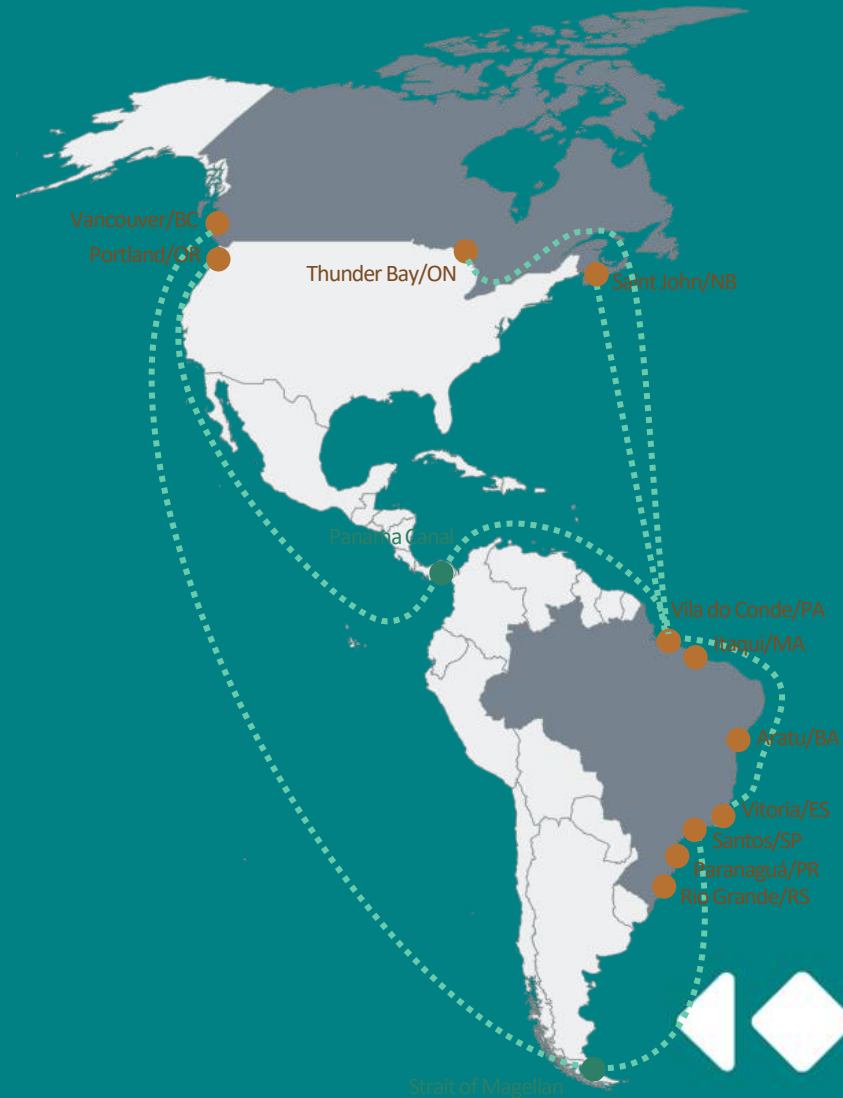 Vancouver/BC
Portland/OR
Thunder Bay/ON
Saint John/NB
Panama Canal
Vila do Conde/PA
Itaqui/MA
Aratu/BA
Vitoria/ES
Santos/SP
Paranaguá/PR
Rio Grande/RS
Strait of Magellan